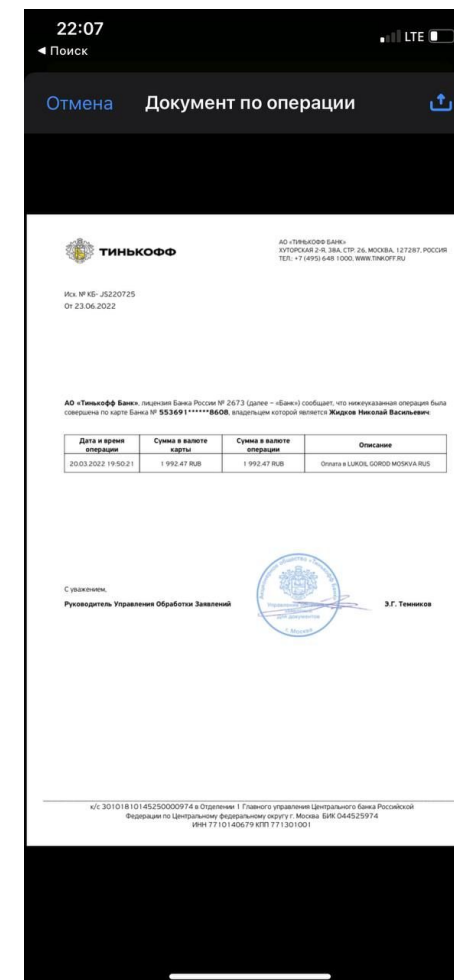 22:07
LTE
◀ Поиск
Отмена Документ по операции
ТИНЬКОФФ
АО «ТИНЬКОФФ БАНК»
ХУТОРСКАЯ 2-Я, 38А, СТР. 26, МОСКВА, 127287, РОССИЯ
ТЕЛ.: +7 (495) 648 1000, WWW.TINKOFF.RU
Исх. № КБ- JS220725
От 23.06.2022
АО «Тинькофф Банк», лицензия Банка России № 2673 (далее – «Банк») сообщает, что нижеуказанная операция была
совершена по карте Банка № 553691******8608, владельцем которой является Жидков Николай Васильевич.
Дата и время операции Сумма в валюте карты Сумма в валюте операции Описание
20.03.2022 19:50:21 1 992.47 RUB 1 992.47 RUB Оплата в LUKOIL GOROD MOSKVA RUS
С уважением,
Руководитель Управления Обработки Заявлений Э.Г. Темников
для документов
г. Москва
к/с 30101810145250000974 в Отделении 1 Главного управления Центрального банка Российской
Федерации по Центральному федеральному округу г. Москва БИК 044525974
ИНН 7710140679 КПП 771301001